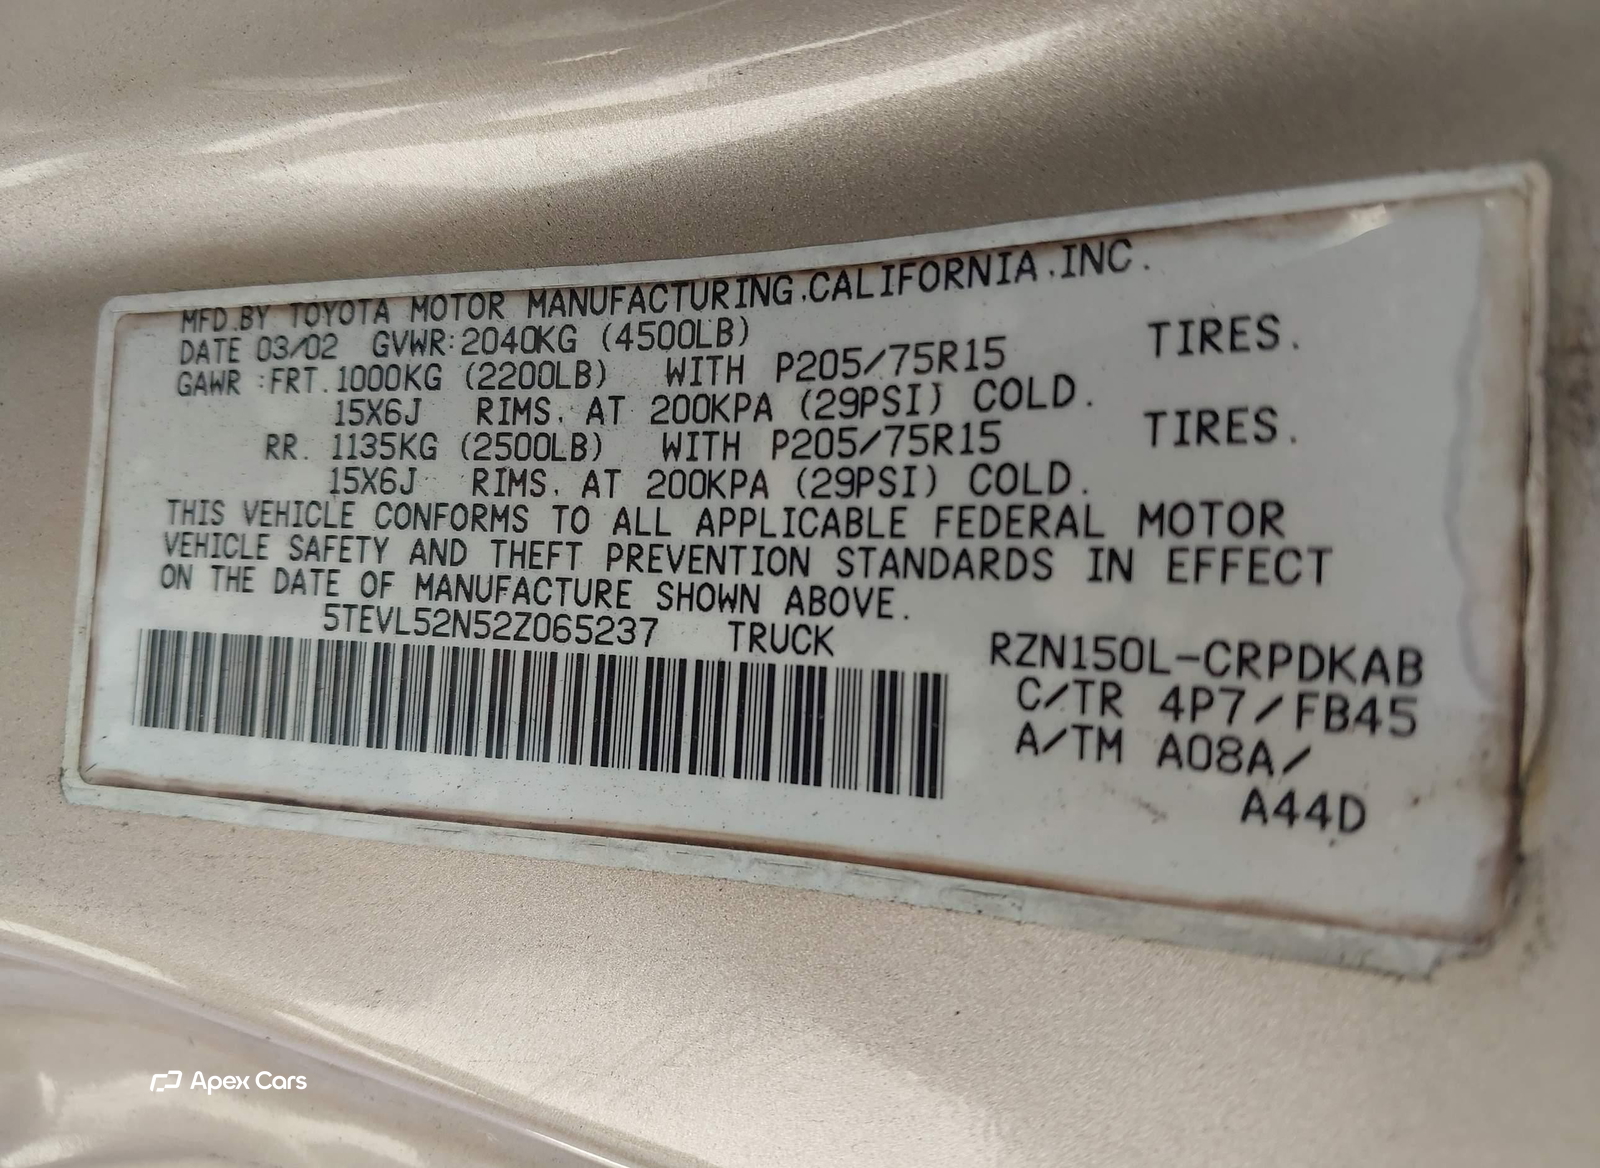 MFD.BY TOYOTA MOTOR MANUFACTURING.CALIFORNIA.INC.
DATE 03/02 GVWR:2040KG (4500LB)
GAWR :FRT.1000KG (2200LB) WITH P205/75R15 TIRES.
15X6J RIMS. AT 200KPA (29PSI) COLD.
RR. 1135KG (2500LB) WITH P205/75R15 TIRES.
15X6J RIMS. AT 200KPA (29PSI) COLD.
THIS VEHICLE CONFORMS TO ALL APPLICABLE FEDERAL MOTOR
VEHICLE SAFETY AND THEFT PREVENTION STANDARDS IN EFFECT
ON THE DATE OF MANUFACTURE SHOWN ABOVE.
5TEVL52N52Z065237 TRUCK
RZN150L-CRPDKAB
C/TR 4P7/FB45
A/TM A08A/
A44D
Apex Cars